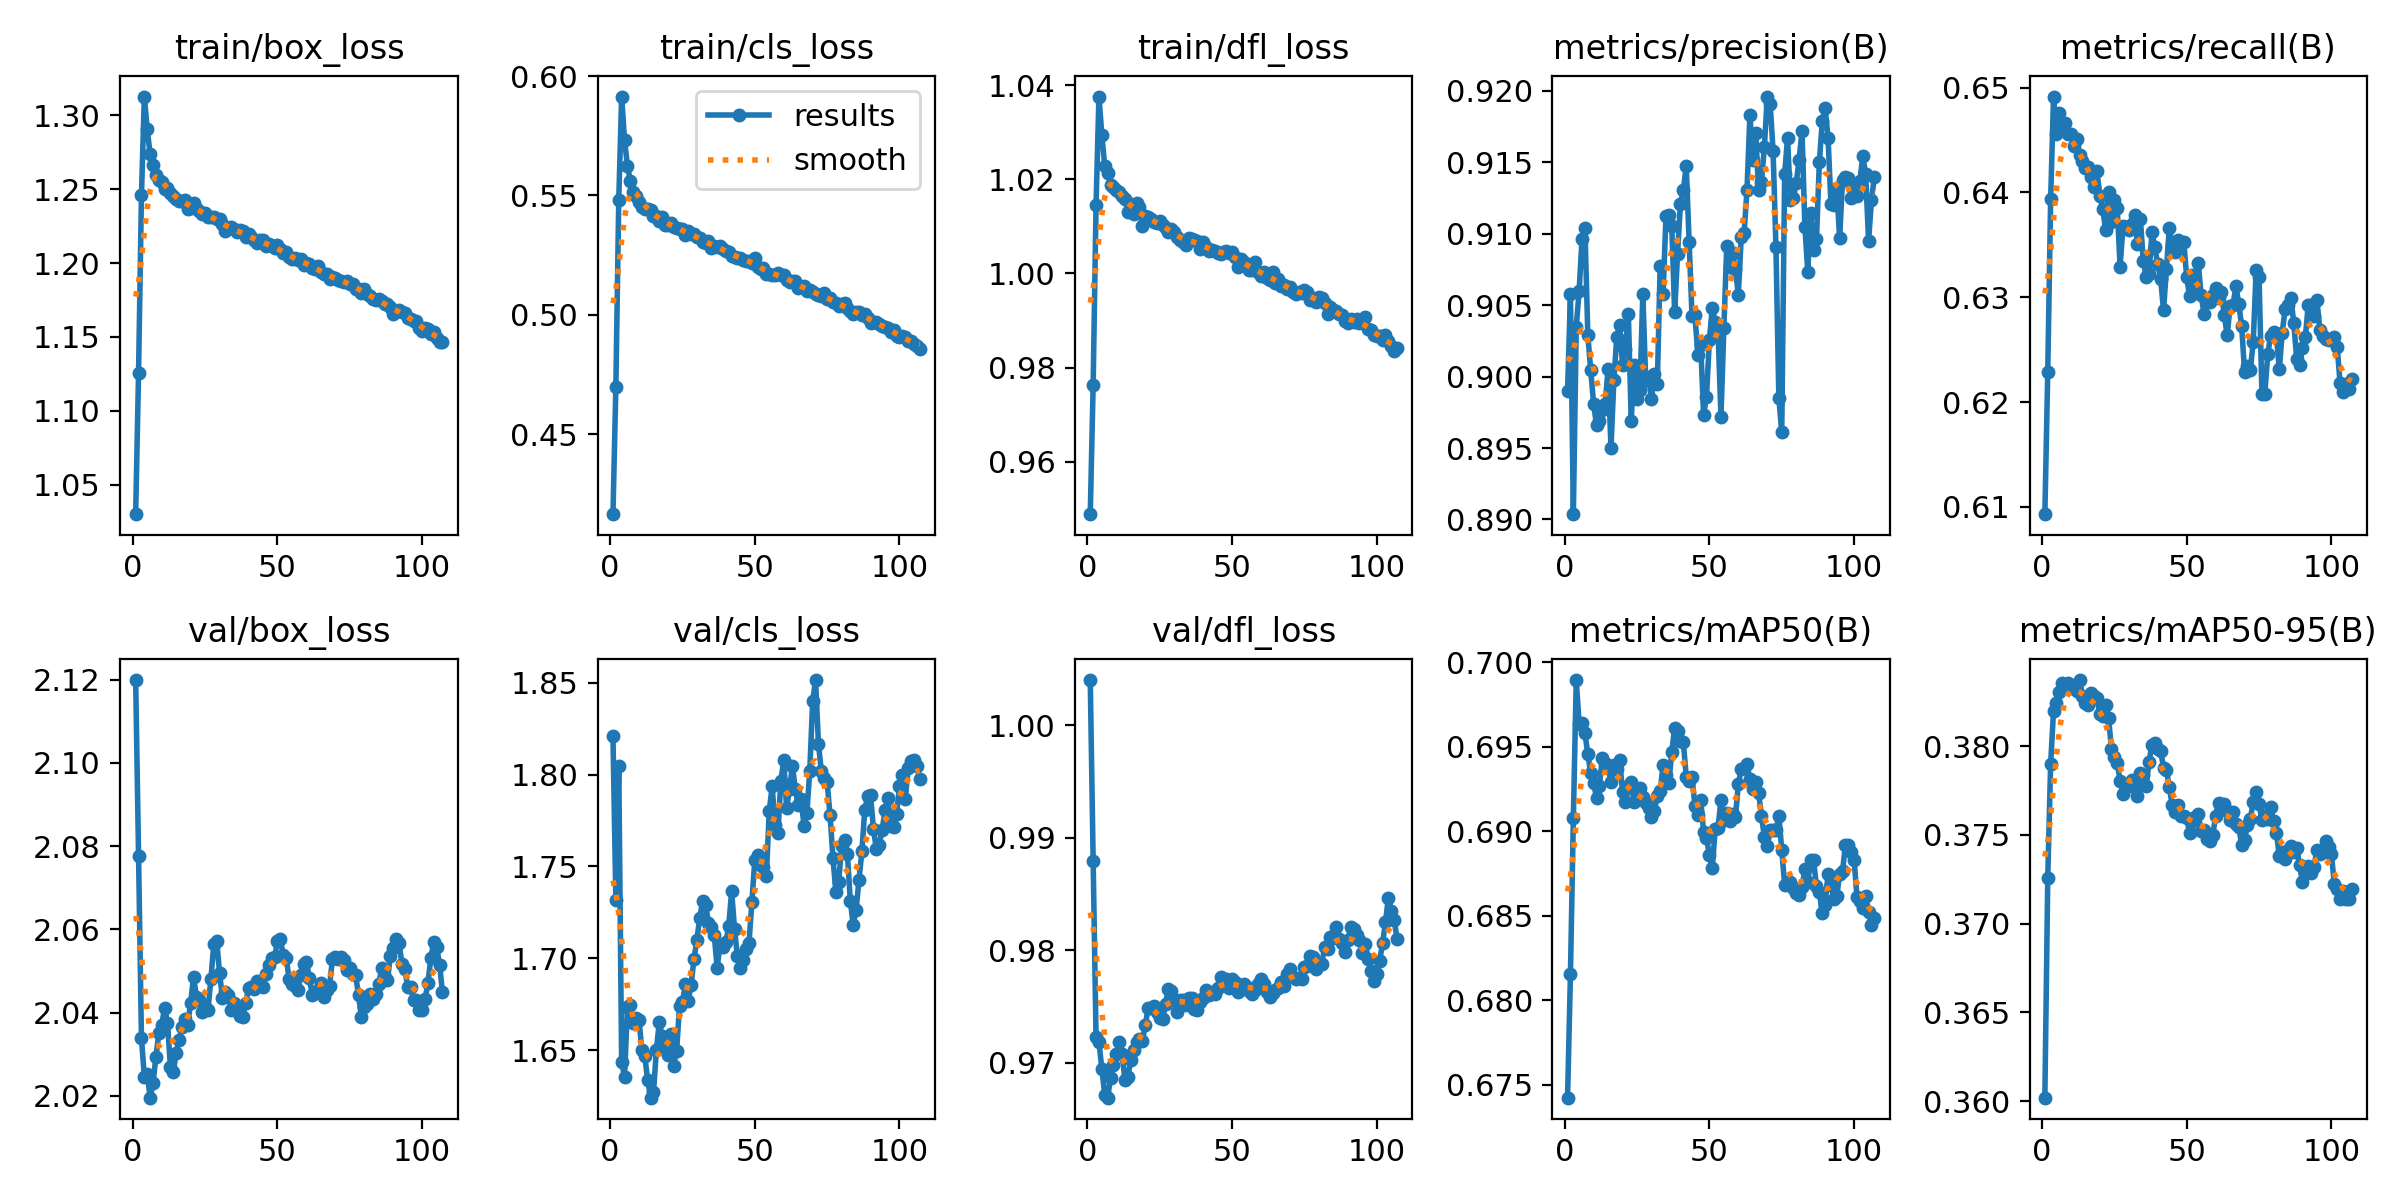 train/box_loss
1.30
1.25
1.20
1.15
1.10
1.05
0 50 100
train/cls_loss
results
smooth
0.60
0.55
0.50
0.45
0 50 100
train/dfl_loss
1.04
1.02
1.00
0.98
0.96
0 50 100
metrics/precision(B)
0.920
0.915
0.910
0.905
0.900
0.895
0.890
0 50 100
metrics/recall(B)
0.65
0.64
0.63
0.62
0.61
0 50 100
val/box_loss
2.12
2.10
2.08
2.06
2.04
2.02
0 50 100
val/cls_loss
1.85
1.80
1.75
1.70
1.65
0 50 100
val/dfl_loss
1.00
0.99
0.98
0.97
0 50 100
metrics/mAP50(B)
0.700
0.695
0.690
0.685
0.680
0.675
0 50 100
metrics/mAP50-95(B)
0.380
0.375
0.370
0.365
0.360
0 50 100